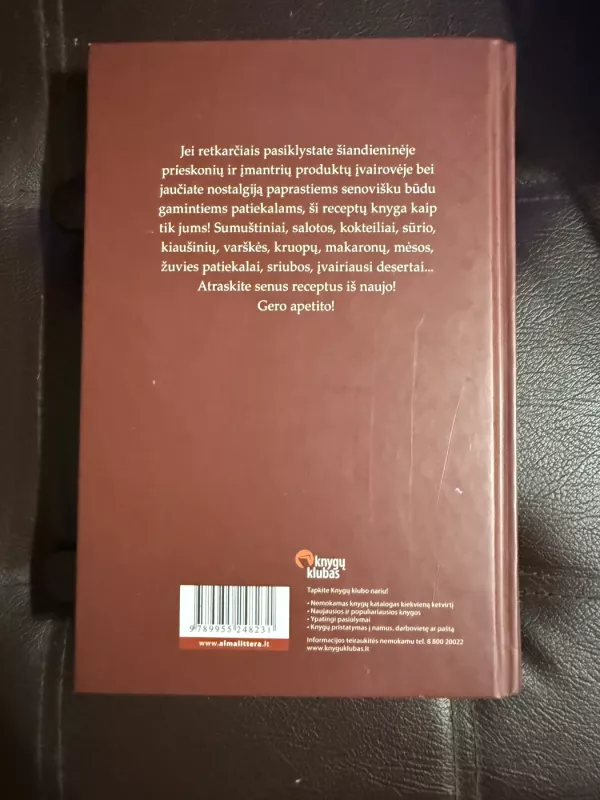 Jei retkarčiais pasiklystate šiandieninėje
prieskonių ir įmantrių produktų įvairovėje bei
jaučiate nostalgiją paprastiems senovišku būdu
gamintiems patiekalams, ši receptų knyga kaip
tik jums! Sumuštiniai, salotos, kokteiliai, sūrio,
kiaušinių, varškės, kruopų, makaronų, mėsos,
žuvies patiekalai, sriubos, įvairiausi desertai...
Atraskite senus receptus iš naujo!
Gero apetito!
knygų
klubas
Tapkite Knygų klubo nariu!
• Nemokamas knygų katalogas kiekvieną ketvirtį
• Naujausios ir populiariausios knygos
• Ypatingi pasiūlymai
• Knygų pristatymas į namus, darbovietę ar paštą
Informacijos teiraukitės nemokamu tel. 8 800 20022
www.knyguklubas.lt
9789955248231
www.almalittera.lt